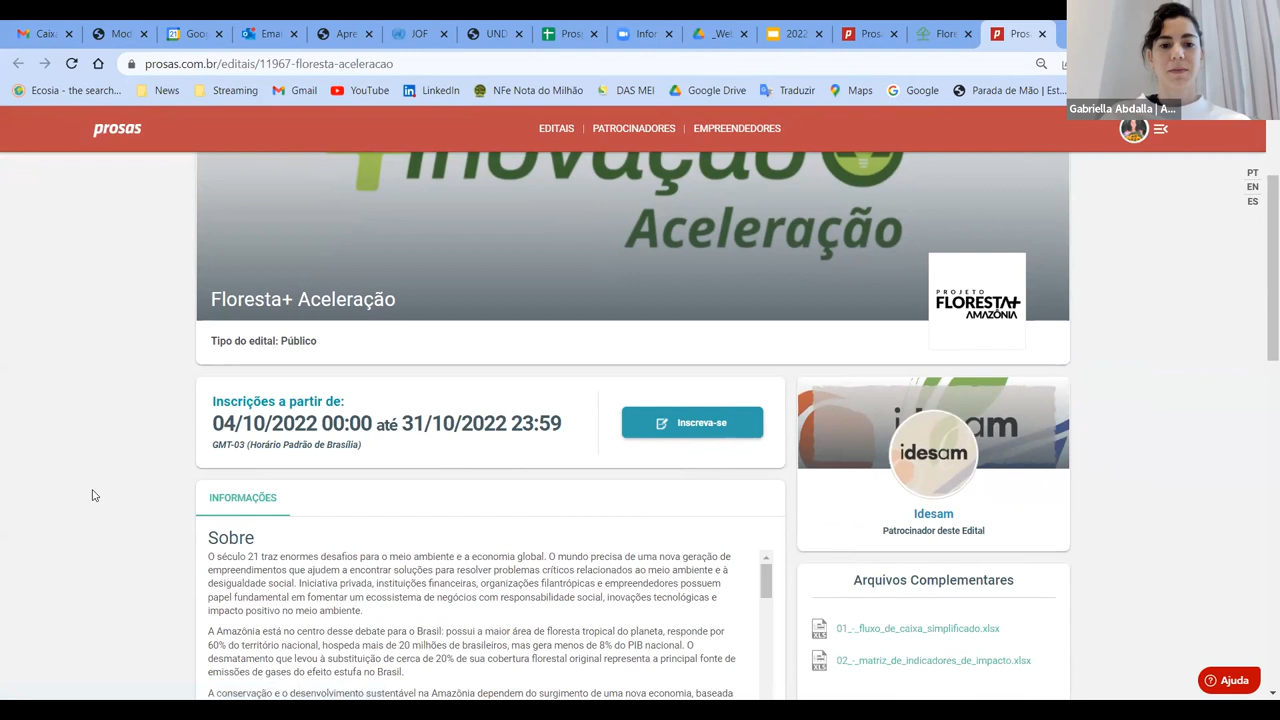 Caixa
Mod
Goo
Emai
Apre
JOF
UND
Prosp
Infor
_Wel
2022
Pros
Flore
Pros
prosas.com.br/editais/11967-floresta-aceleracao
Ecosia - the search...
News
Streaming
Gmail
YouTube
LinkedIn
NFe Nota do Milhão
DAS MEI
Google Drive
Traduzir
Maps
Google
Parada de Mão | Est...
Gabriella Abdalla | A...
prosas
EDITAIS
PATROCINADORES
EMPREENDEDORES
PT
EN
ES
+Inovação
Aceleração
Floresta+ Aceleração
PROJETO
FLORESTA+
AMAZÔNIA
Tipo do edital: Público
Inscrições a partir de:
04/10/2022 00:00 até 31/10/2022 23:59
GMT-03 (Horário Padrão de Brasília)
Inscreva-se
idesam
idesam
Idesam
Patrocinador deste Edital
INFORMAÇÕES
Sobre
O século 21 traz enormes desafios para o meio ambiente e a economia global. O mundo precisa de uma nova geração de
empreendimentos que ajudem a encontrar soluções para resolver problemas críticos relacionados ao meio ambiente e à
desigualdade social. Iniciativa privada, instituições financeiras, organizações filantrópicas e empreendedores possuem
papel fundamental em fomentar um ecossistema de negócios com responsabilidade social, inovações tecnológicas e
impacto positivo no meio ambiente.
A Amazônia está no centro desse debate para o Brasil: possui a maior área de floresta tropical do planeta, responde por
60% do território nacional, hospeda mais de 20 milhões de brasileiros, mas gera menos de 8% do PIB nacional. O
desmatamento que levou à substituição de cerca de 20% de sua cobertura florestal original representa a principal fonte de
emissões de gases do efeito estufa no Brasil.
A conservação e o desenvolvimento sustentável na Amazônia dependem do surgimento de uma nova economia, baseada
Arquivos Complementares
01_-_fluxo_de_caixa_simplificado.xlsx
02_-_matriz_de_indicadores_de_impacto.xlsx
Ajuda